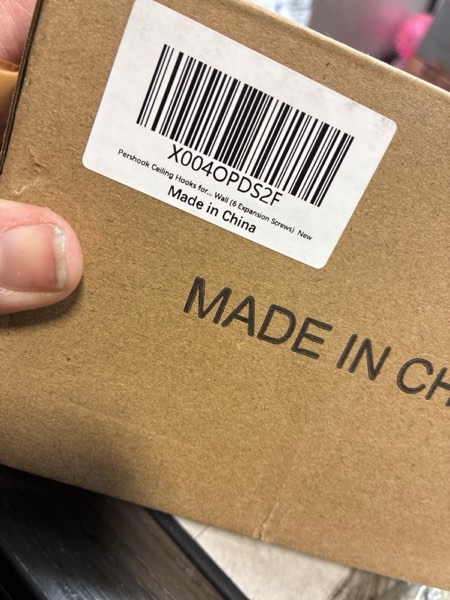 X004OPDS2F
Pershook Ceiling Hooks for... Wall (6 Expansion Screws) New
Made in China
MADE IN CH